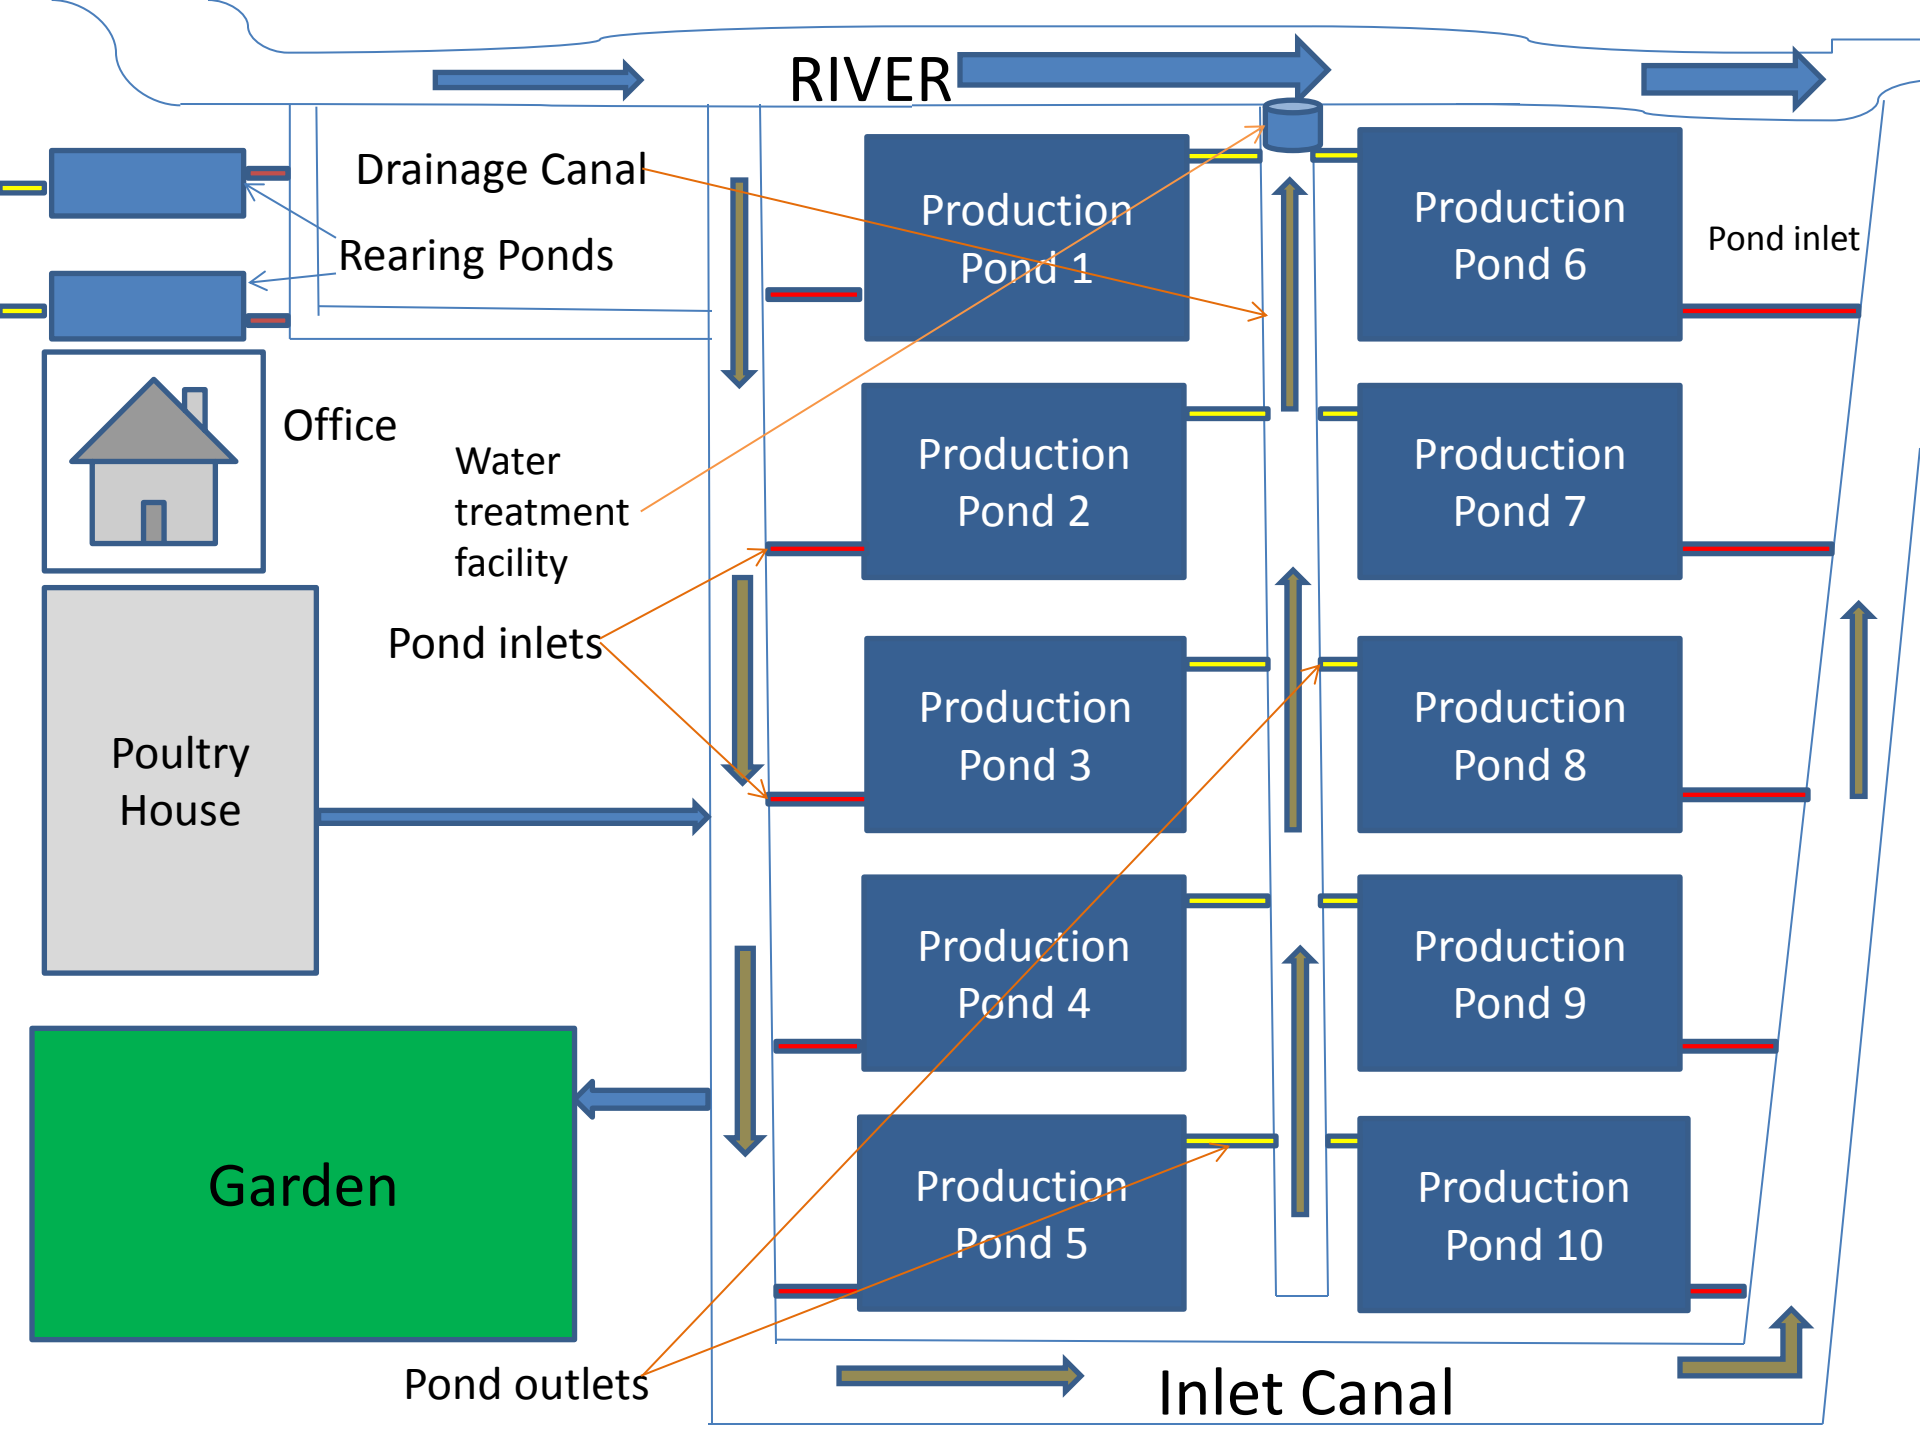 RIVER
Drainage Canal
Rearing Ponds
Office
Water
treatment
facility
Pond inlets
Poultry
House
Garden
Pond outlets
Production
Pond 1
Production
Pond 2
Production
Pond 3
Production
Pond 4
Production
Pond 5
Production
Pond 6
Production
Pond 7
Production
Pond 8
Production
Pond 9
Production
Pond 10
Pond inlet
Inlet Canal